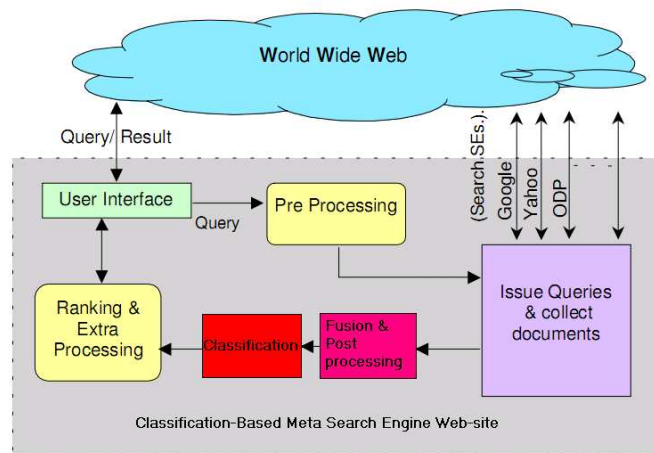 World Wide Web
Query/ Result
(Search.SEs.).
Google
Yahoo
ODP
User Interface
Query
Pre Processing
Issue Queries
& collect
documents
Ranking &
Extra
Processing
Classification
Fusion &
Post
processing
Classification-Based Meta Search Engine Web-site